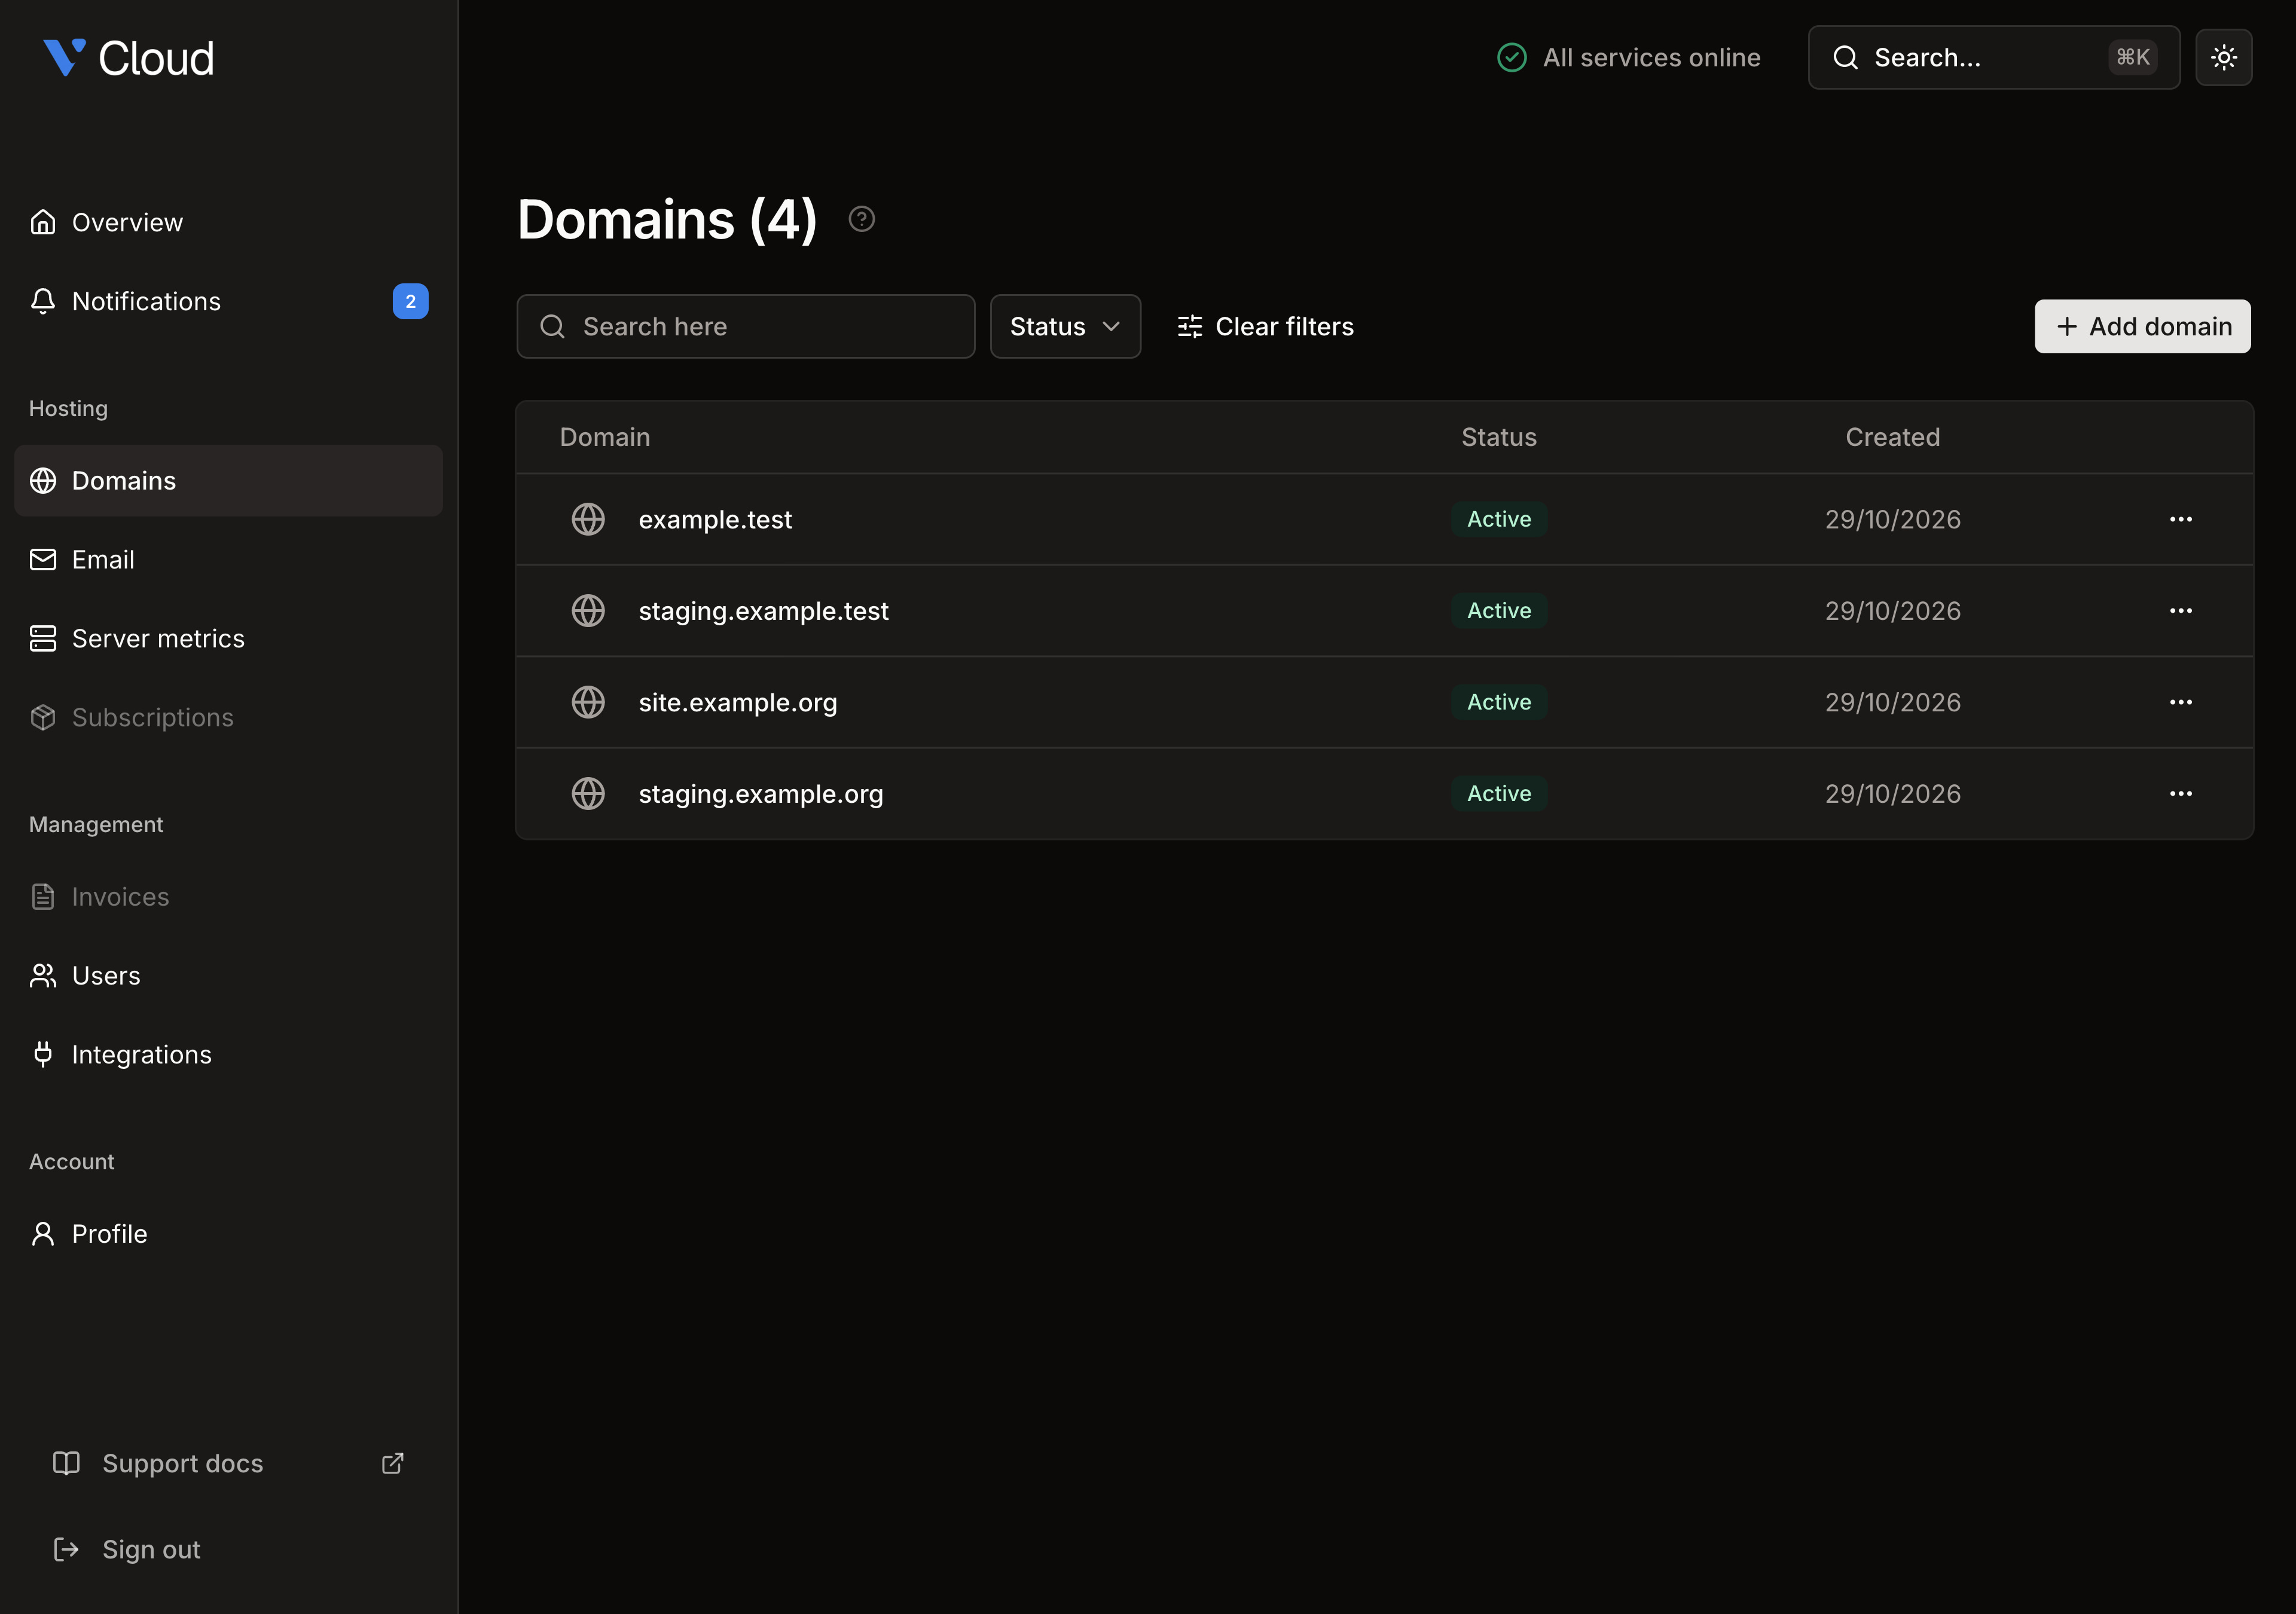 Cloud
All services online
Search...
⌘K
Overview
Notifications
2
Hosting
Domains
Email
Server metrics
Subscriptions
Management
Invoices
Users
Integrations
Account
Profile
Support docs
Sign out
Domains (4)
Search here
Status
Clear filters
Add domain
Domain Status Created
example.test Active 29/10/2026
staging.example.test Active 29/10/2026
site.example.org Active 29/10/2026
staging.example.org Active 29/10/2026